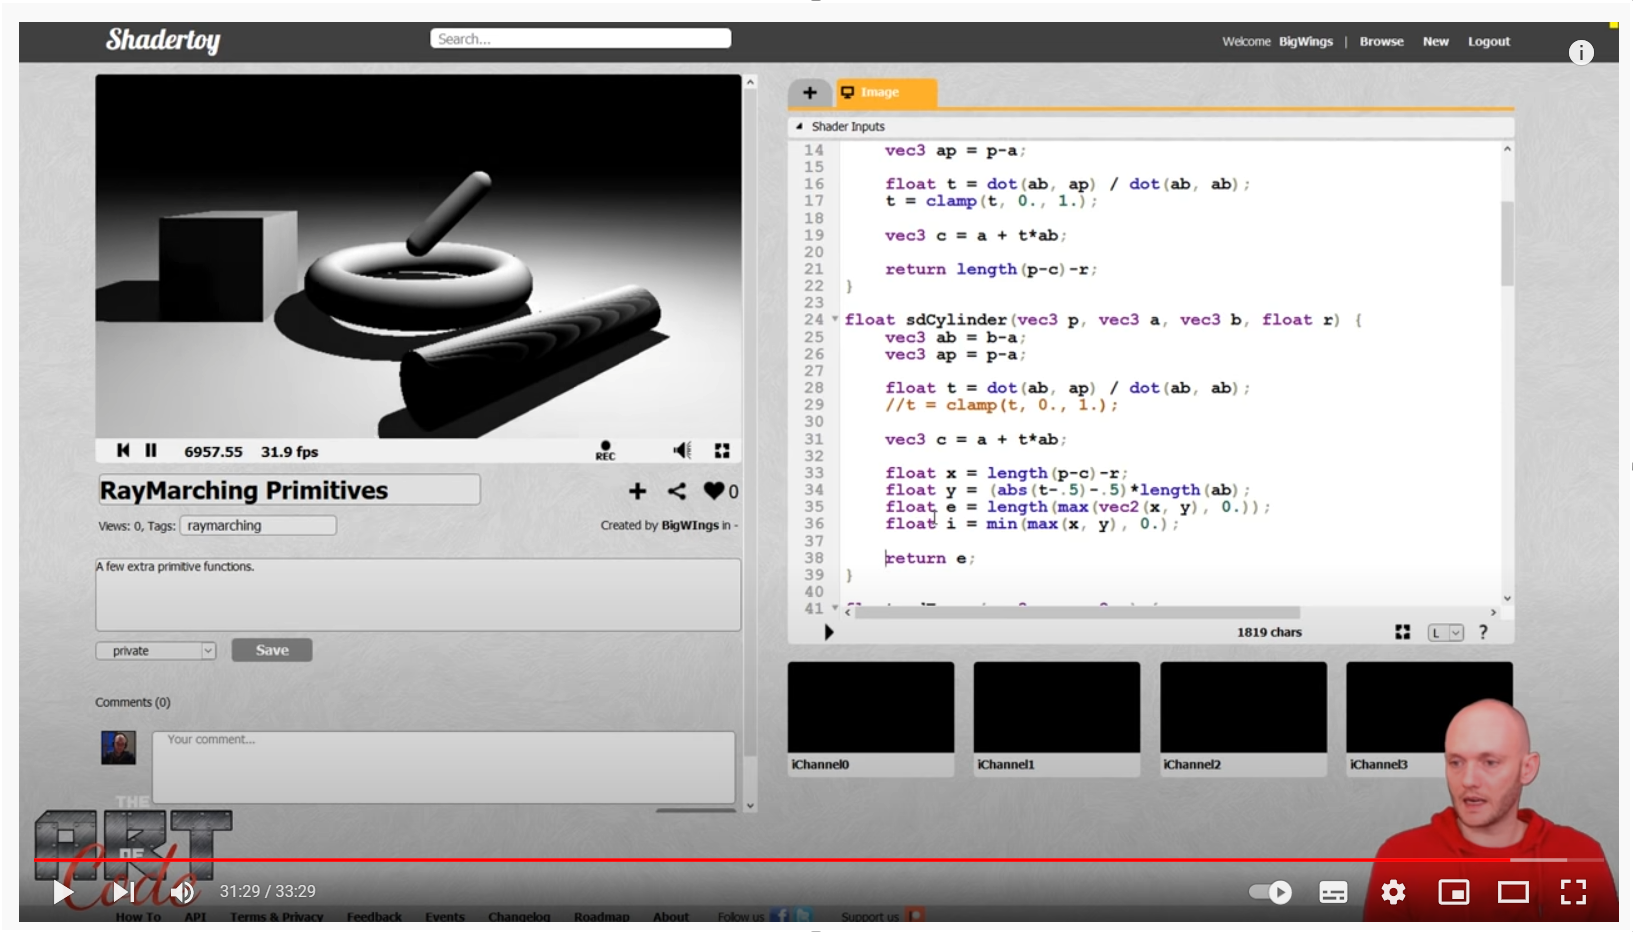 Shadertoy
Search...
Welcome BigWings | Browse New Logout
i
+ Image
Shader Inputs
14 vec3 ap = p-a;
15
16 float t = dot(ab, ap) / dot(ab, ab);
17 t = clamp(t, 0., 1.);
18
19 vec3 c = a + t*ab;
20
21 return length(p-c)-r;
22 }
23
24 float sdCylinder(vec3 p, vec3 a, vec3 b, float r) {
25 vec3 ab = b-a;
26 vec3 ap = p-a;
27
28 float t = dot(ab, ap) / dot(ab, ab);
29 //t = clamp(t, 0., 1.);
30
31 vec3 c = a + t*ab;
32
33 float x = length(p-c)-r;
34 float y = (abs(t-.5)-.5)*length(ab);
35 float e = length(max(vec2(x, y), 0.));
36 float i = min(max(x, y), 0.);
37
38 return e;
39 }
40
41
1819 chars
L
?
6957.55 31.9 fps
REC
RayMarching Primitives
0
Views: 0, Tags: raymarching
Created by BigWIngs in -
A few extra primitive functions.
private
Save
Comments (0)
Your comment...
iChannel0
iChannel1
iChannel2
iChannel3
THE
ART
OF
Code
31:29 / 33:29
How To API Terms & Privacy Feedback Events Changelog Roadmap About Folow us Support us